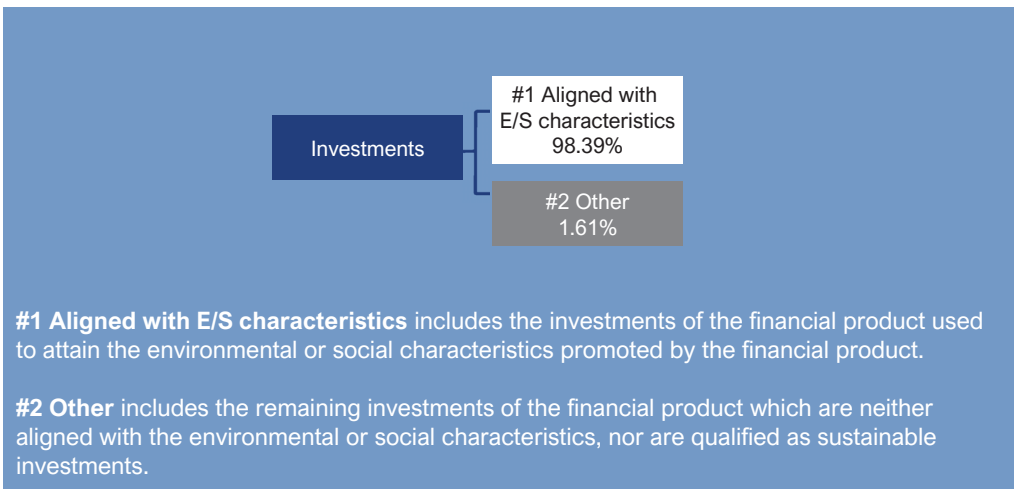 Investments
#1 Aligned with
E/S characteristics
98.39%
#2 Other
1.61%
#1 Aligned with E/S characteristics includes the investments of the financial product used
to attain the environmental or social characteristics promoted by the financial product.
#2 Other includes the remaining investments of the financial product which are neither
aligned with the environmental or social characteristics, nor are qualified as sustainable
investments.